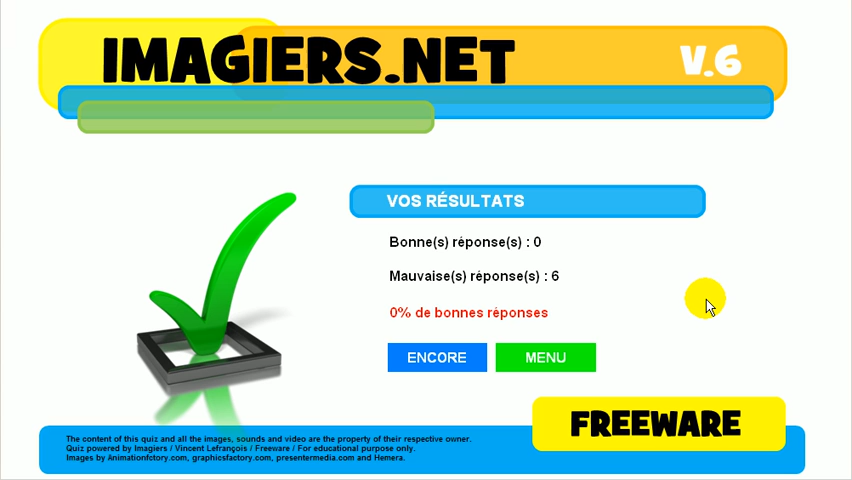 IMAGIERS.NET
V.6
VOS RÉSULTATS
Bonne(s) réponse(s) : 0
Mauvaise(s) réponse(s) : 6
0% de bonnes réponses
ENCORE
MENU
FREEWARE
The content of this quiz and all the images, sounds and video are the property of their respective owner.
Quiz powered by Imagiers / Vincent Lefrançois / Freeware / For educational purpose only.
Images by Animationfctory.com, graphicsfactory.com, presentermedia.com and Hemera.